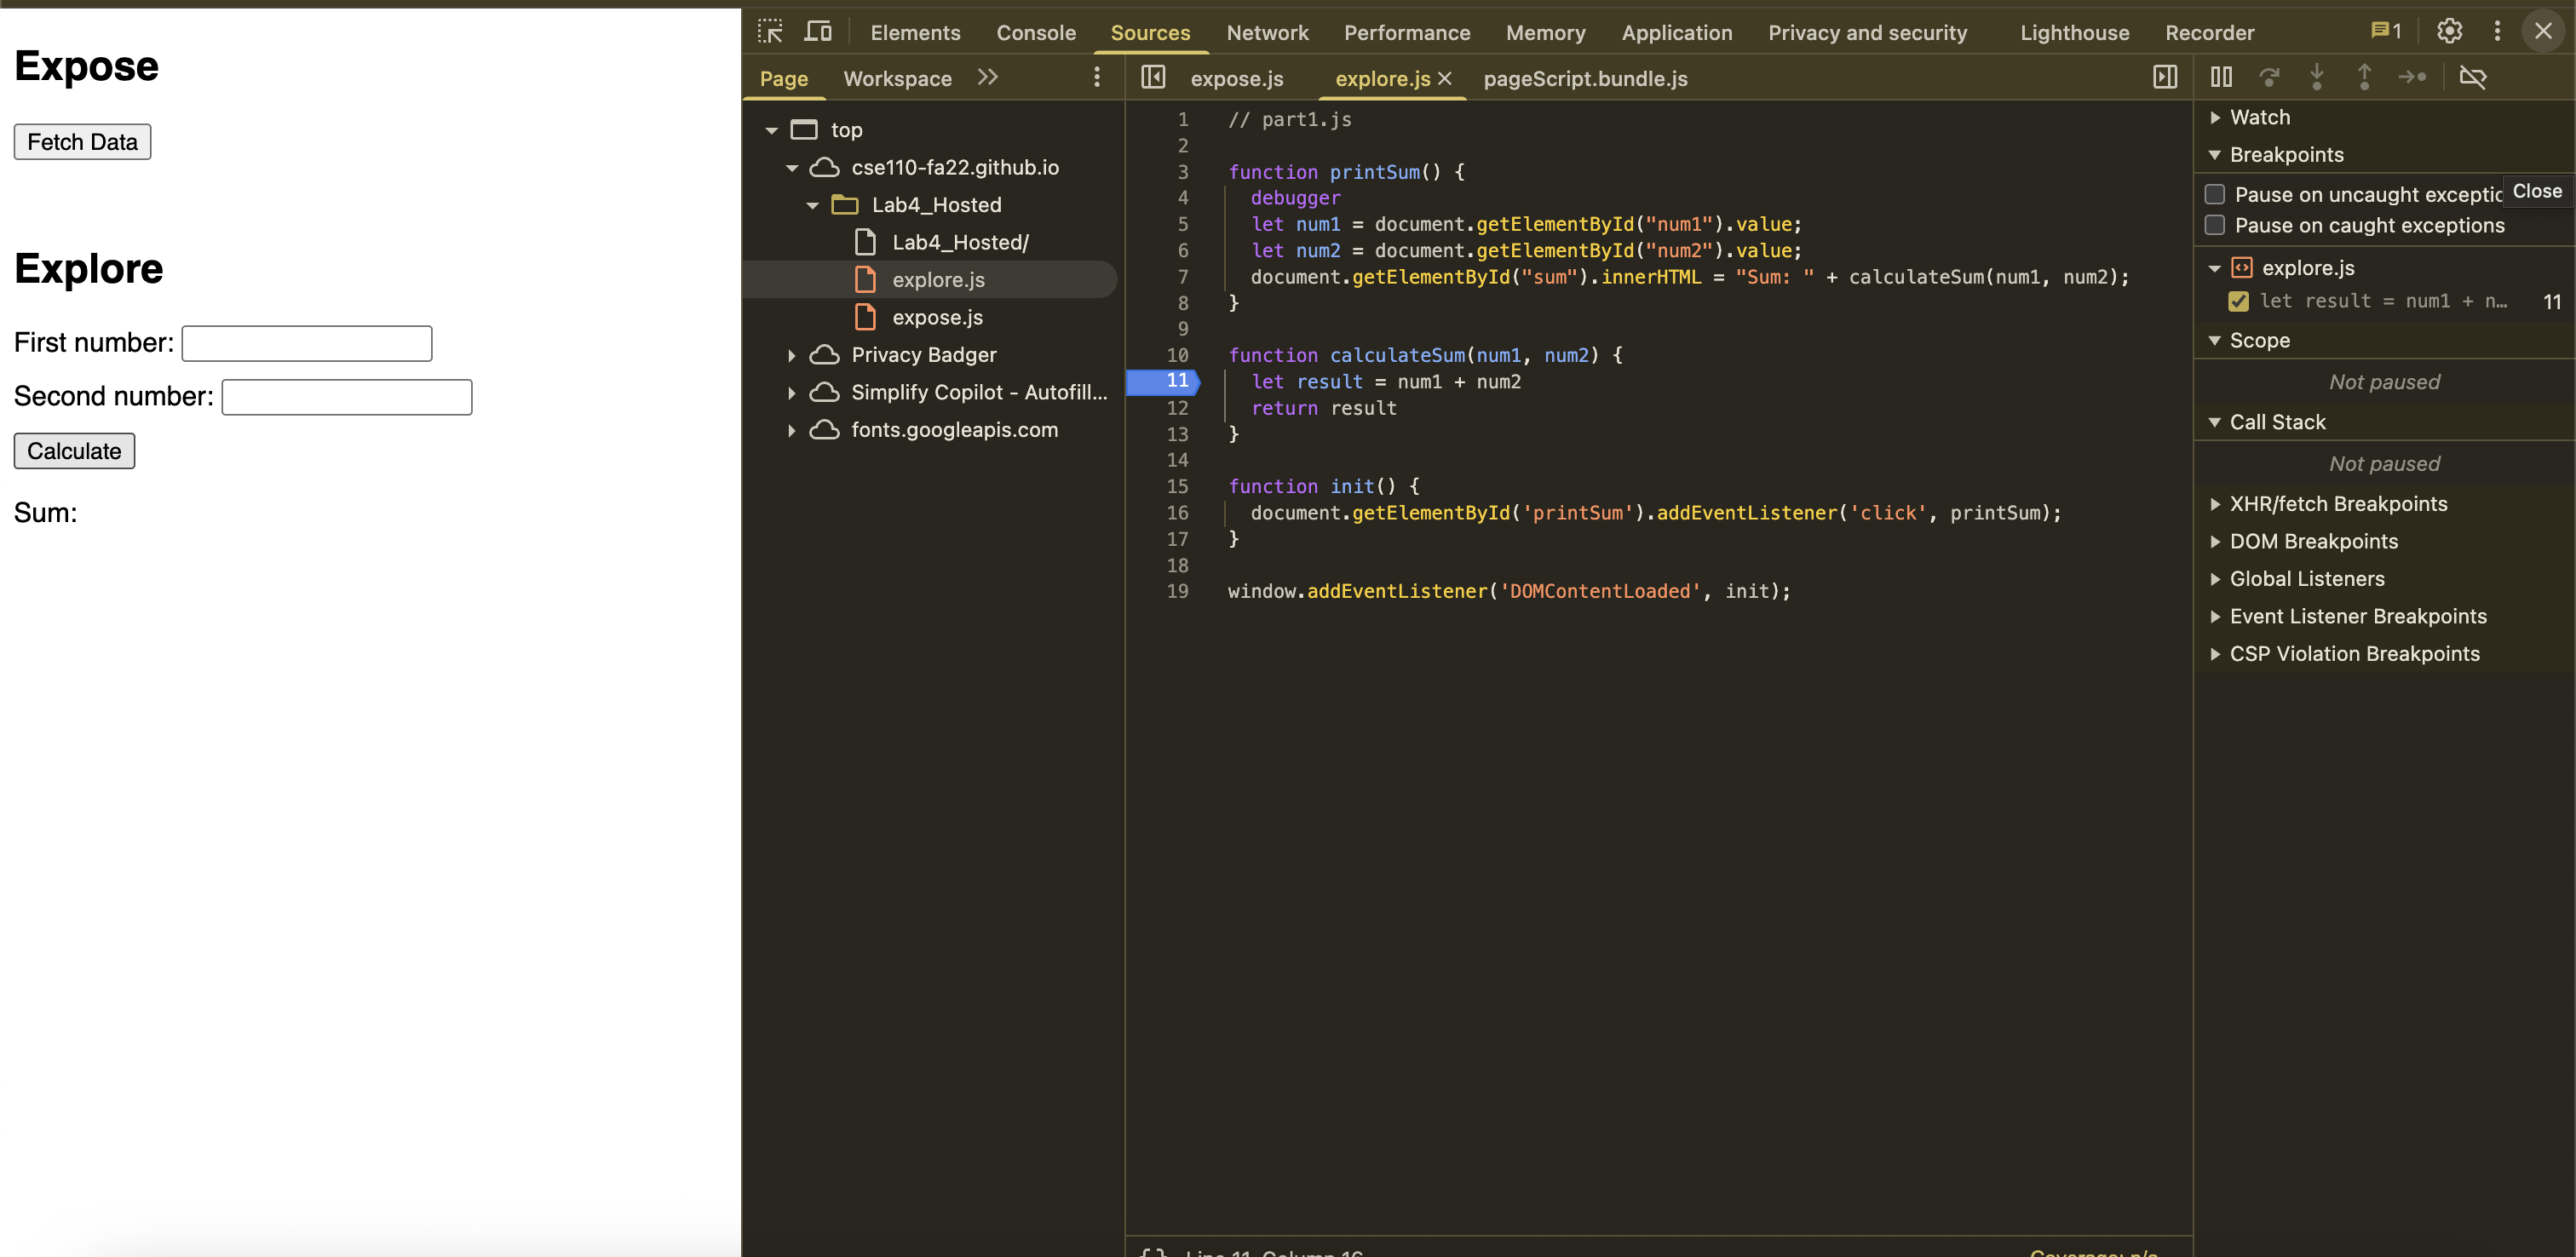 Expose
Fetch Data
Explore
First number:
Second number:
Calculate
Sum:
Elements Console Sources Network Performance Memory Application Privacy and security Lighthouse Recorder 1
Page Workspace
top
cse110-fa22.github.io
Lab4_Hosted
Lab4_Hosted/
explore.js
expose.js
Privacy Badger
Simplify Copilot - Autofill...
fonts.googleapis.com
expose.js explore.js pageScript.bundle.js
1 // part1.js
2
3 function printSum() {
4 debugger
5 let num1 = document.getElementById("num1").value;
6 let num2 = document.getElementById("num2").value;
7 document.getElementById("sum").innerHTML = "Sum: " + calculateSum(num1, num2);
8 }
9
10 function calculateSum(num1, num2) {
11 let result = num1 + num2
12 return result
13 }
14
15 function init() {
16 document.getElementById('printSum').addEventListener('click', printSum);
17 }
18
19 window.addEventListener('DOMContentLoaded', init);
{} Line 11, Column 16 Coverage: n/a
Watch
Breakpoints
Pause on uncaught exceptio
Close
Pause on caught exceptions
explore.js
let result = num1 + n… 11
Scope
Not paused
Call Stack
Not paused
XHR/fetch Breakpoints
DOM Breakpoints
Global Listeners
Event Listener Breakpoints
CSP Violation Breakpoints